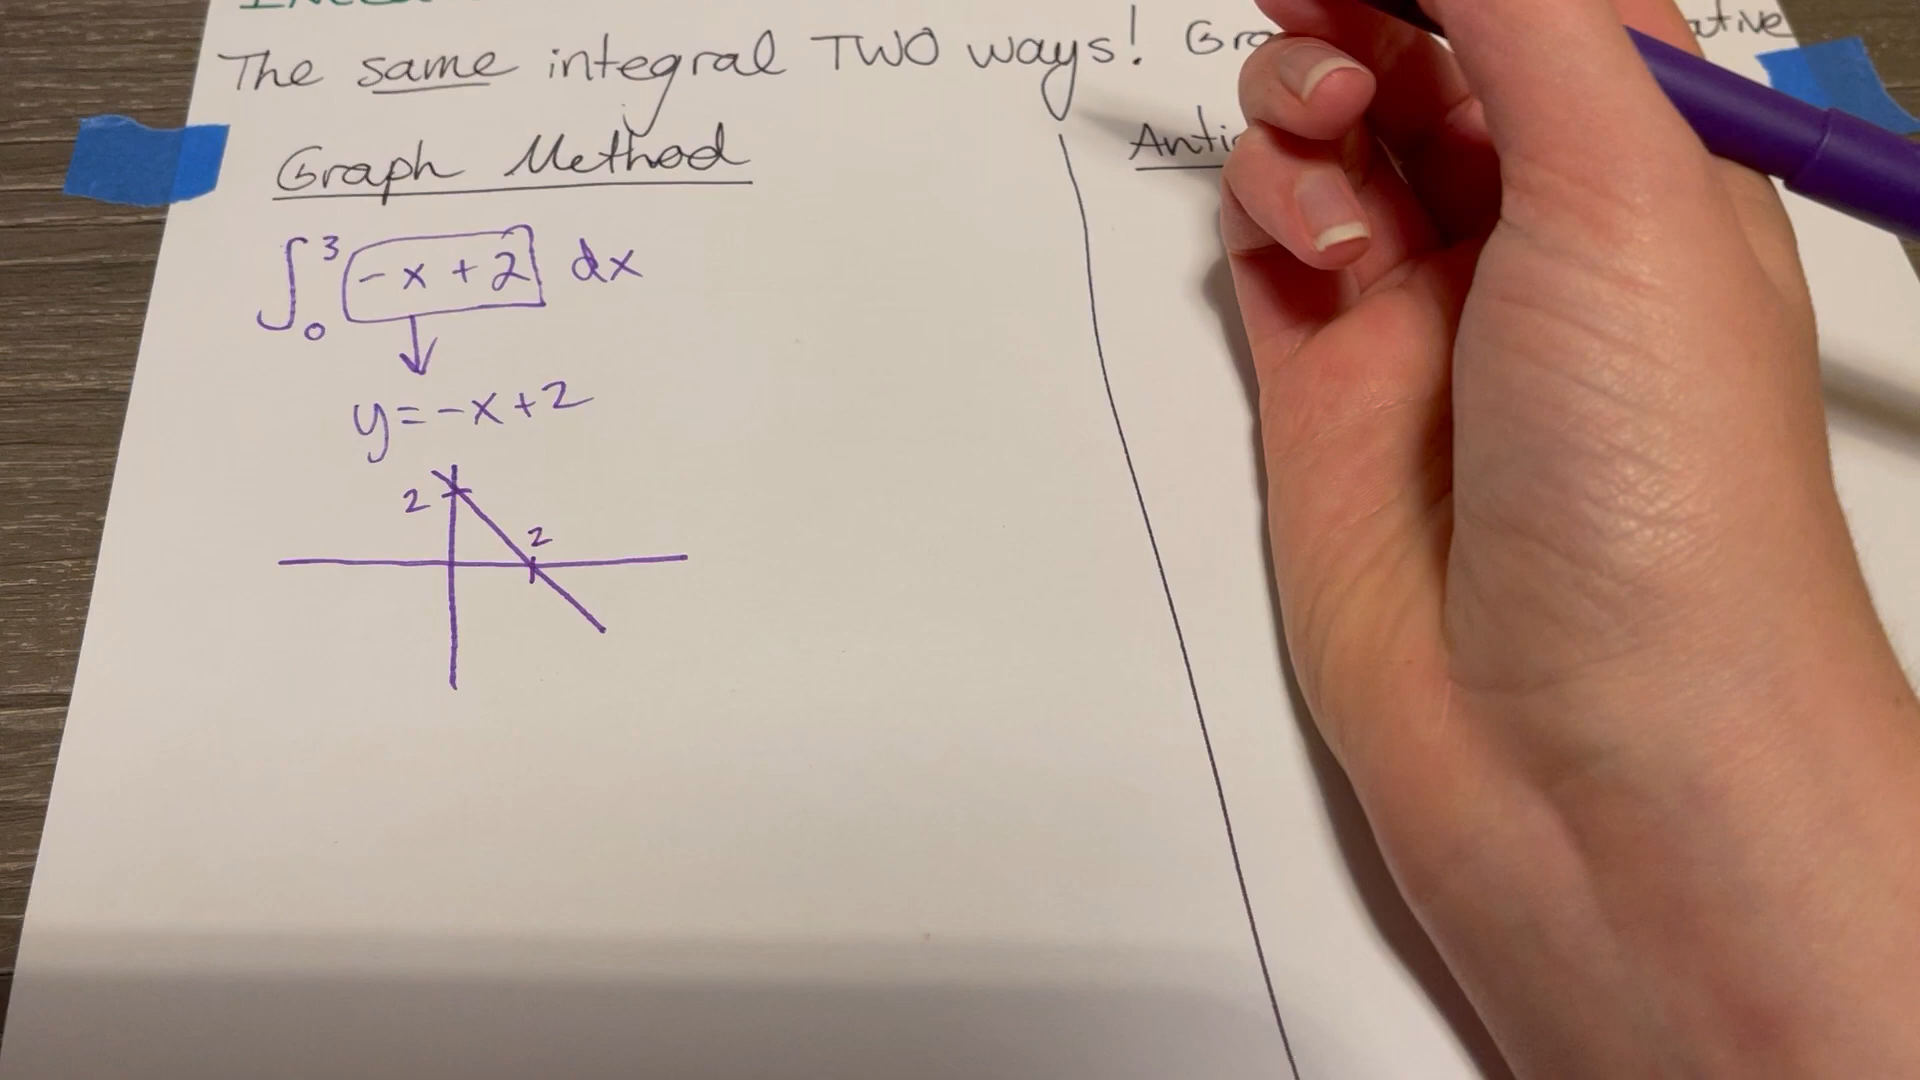 The same integral TWO ways!
Graph Method
∫₀³ -x + 2 dx
y = -x + 2
2
2